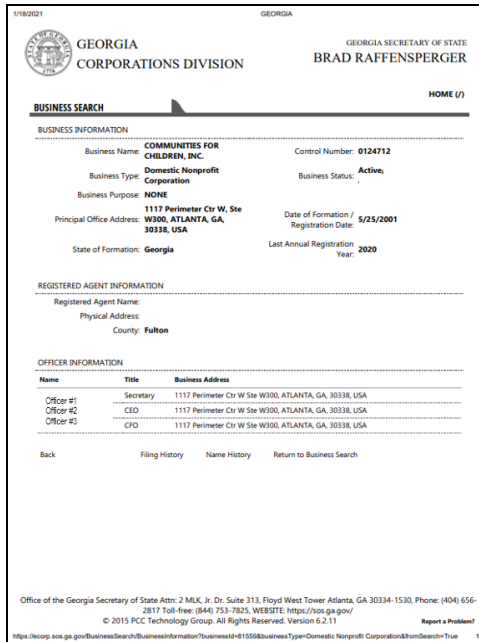 1/18/2021 GEORGIA
GEORGIA
CORPORATIONS DIVISION
GEORGIA SECRETARY OF STATE
BRAD RAFFENSPERGER
HOME (/)
BUSINESS SEARCH
BUSINESS INFORMATION
Business Name: COMMUNITIES FOR CHILDREN, INC. Control Number: 0124712
Business Type: Domestic Nonprofit Corporation Business Status: Active
Business Purpose: NONE
Principal Office Address: 1117 Perimeter Ctr W, Ste W300, ATLANTA, GA, 30338, USA Date of Formation / Registration Date: 5/25/2001
State of Formation: Georgia Last Annual Registration Year: 2020
REGISTERED AGENT INFORMATION
Registered Agent Name:
Physical Address:
County: Fulton
OFFICER INFORMATION
Name Title Business Address
Officer #1 Secretary 1117 Perimeter Ctr W Ste W300, ATLANTA, GA, 30338, USA
Officer #2 CEO 1117 Perimeter Ctr W Ste W300, ATLANTA, GA, 30338, USA
Officer #3 CFO 1117 Perimeter Ctr W Ste W300, ATLANTA, GA, 30338, USA
Back Filing History Name History Return to Business Search
Office of the Georgia Secretary of State Attn: 2 MLK, Jr. Dr. Suite 313, Floyd West Tower Atlanta, GA 30334-1530, Phone: (404) 656-
2817 Toll-free: (844) 753-7825, WEBSITE: https://sos.ga.gov/
© 2015 PCC Technology Group. All Rights Reserved. Version 6.2.11 Report a Problem?
https://ecorp.sos.ga.gov/BusinessSearch/BusinessInformation?businessId=81559&businessType=Domestic Nonprofit Corporation&fromSearch=True 1